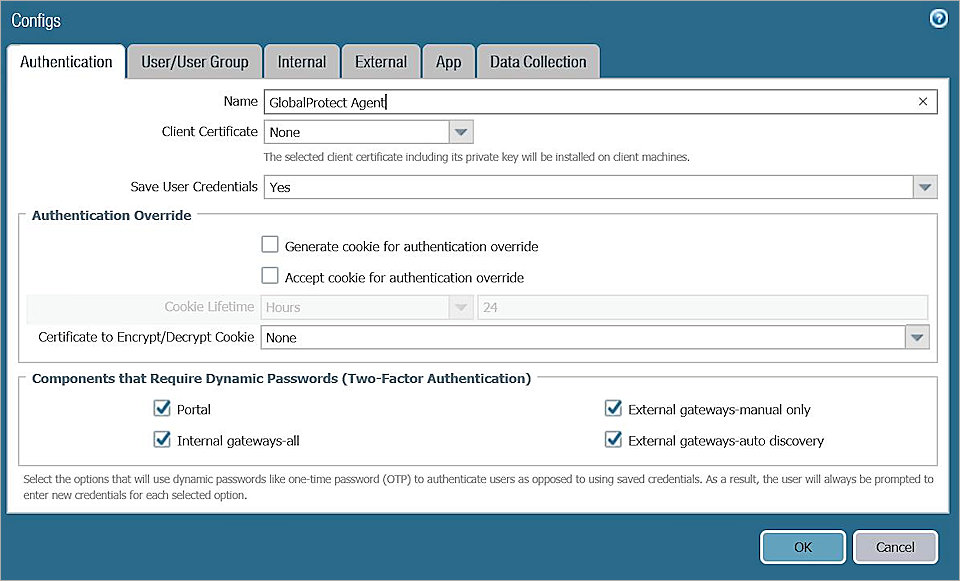 Configs
Authentication User/User Group Internal External App Data Collection
Name GlobalProtect Agent
Client Certificate None
The selected client certificate including its private key will be installed on client machines.
Save User Credentials Yes
Authentication Override
Generate cookie for authentication override
Accept cookie for authentication override
Cookie Lifetime Hours 24
Certificate to Encrypt/Decrypt Cookie None
Components that Require Dynamic Passwords (Two-Factor Authentication)
Portal External gateways-manual only
Internal gateways-all External gateways-auto discovery
Select the options that will use dynamic passwords like one-time password (OTP) to authenticate users as opposed to using saved credentials. As a result, the user will always be prompted to
enter new credentials for each selected option.
OK Cancel